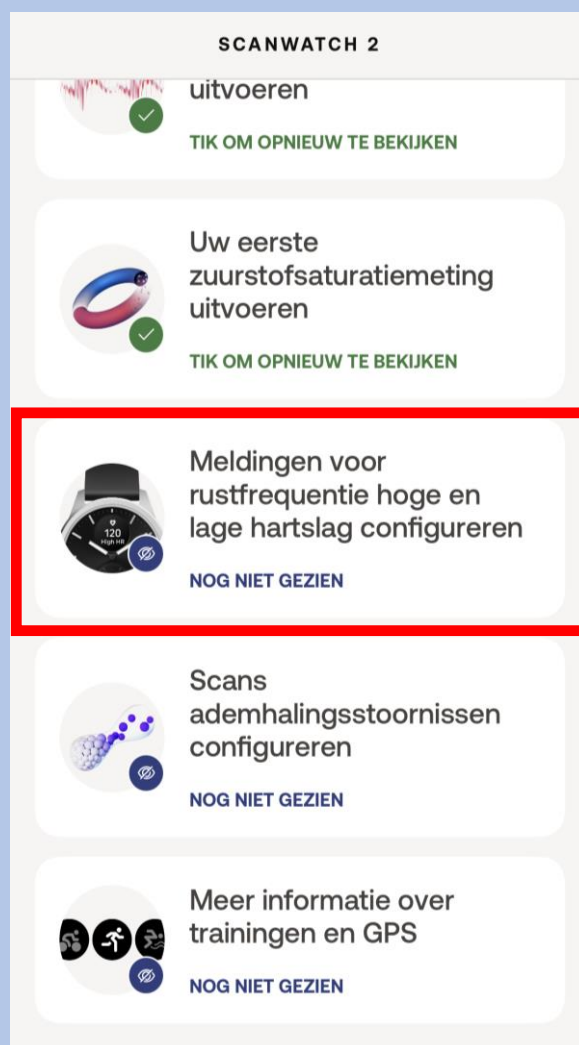 SCANWATCH 2
uitvoeren
TIK OM OPNIEUW TE BEKIJKEN
Uw eerste
zuurstofsaturatiemeting
uitvoeren
TIK OM OPNIEUW TE BEKIJKEN
Meldingen voor
rustfrequentie hoge en
lage hartslag configureren
120
High HR
NOG NIET GEZIEN
Scans
ademhalingsstoornissen
configureren
NOG NIET GEZIEN
Meer informatie over
trainingen en GPS
NOG NIET GEZIEN